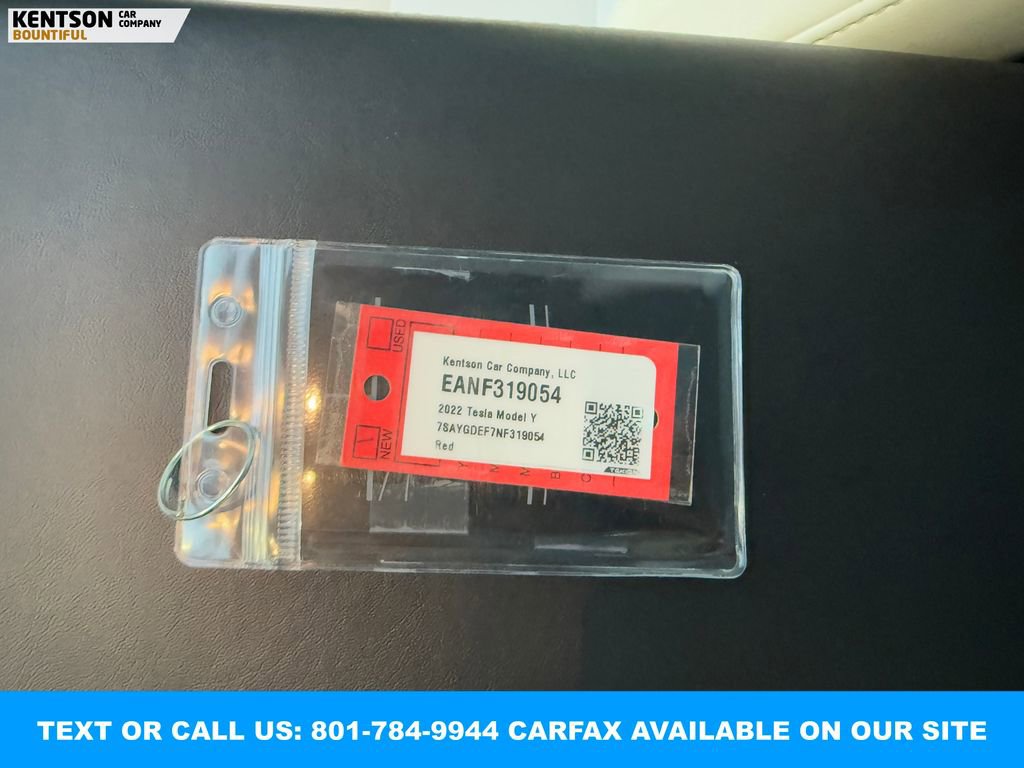 KENTSON CAR COMPANY
BOUNTIFUL
USED
NEW
Kentson Car Company, LLC
EANF319054
2022 Tesla Model Y
7SAYGDEF7NF319054
Red
Y
N
M
B
TEXT OR CALL US: 801-784-9944 CARFAX AVAILABLE ON OUR SITE